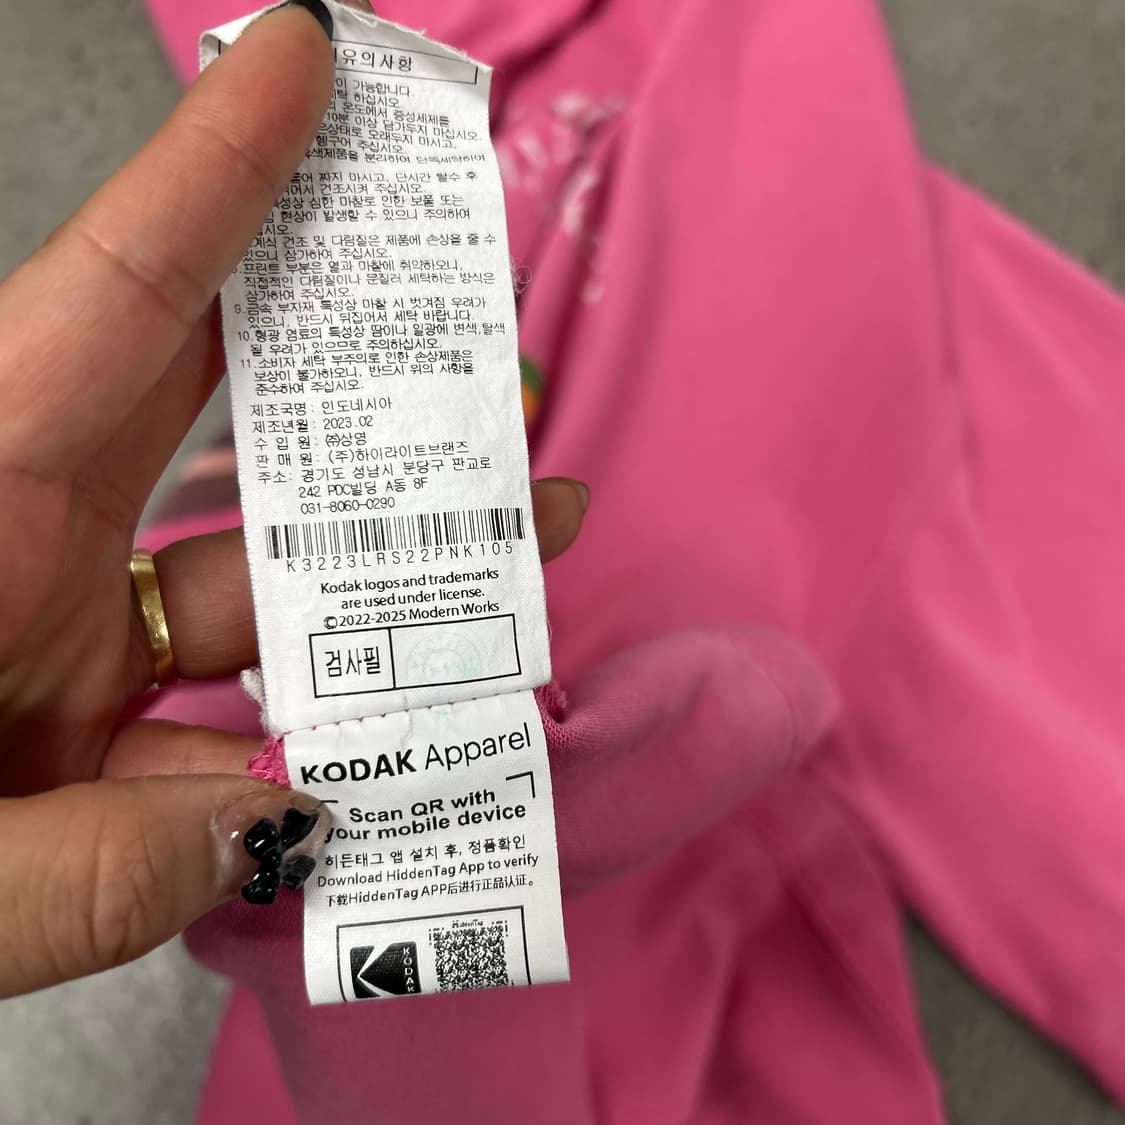 유의사항
이 가능합니다.
하십시오.
온도에서 중성세제를
10분 이상 담가두지 마십시오.
은상태로 오래두지 마시고,
헹구어 주십시오.
색제품을 분리하여 단독세탁하여
짜지 마시고, 단시간 탈수 후
건조시켜 주십시오.
특성상 심한 마찰로 인한 보풀 또는
현상이 발생할 수 있으니 주의하여
건조 및 다림질은 제품에 손상을 줄 수
있으니 삼가하여 주십시오.
프린트 부분은 열과 마찰에 취약하오니,
직접적인 다림질이나 문질러 세탁하는 방식은
삼가하여 주십시오.
9. 금속 부자재 특성상 마찰 시 벗겨짐 우려가
있으니, 반드시 뒤집어서 세탁 바랍니다.
10. 형광 염료의 특성상 땀이나 일광에 변색,탈색
될 우려가 있으므로 주의하십시오.
11. 소비자 세탁 부주의로 인한 손상제품은
보상이 불가하오니, 반드시 위의 사항을
준수하여 주십시오.
제조국명: 인도네시아
제조년월: 2023.02
수 입 원: ㈜상영
판 매 원: (주)하이라이트브랜즈
주소: 경기도 성남시 분당구 판교로
242 PDC빌딩 A동 8F
031-8060-0290
K3223LRS22PNK105
Kodak logos and trademarks
are used under license.
©2022-2025 Modern Works
검사필
KODAK Apparel
Scan QR with
your mobile device
히든태그 앱 설치 후, 정품확인
Download HiddenTag App to verify
下载HiddenTag APP后进行正品认证。
HiddenTag
KODAK